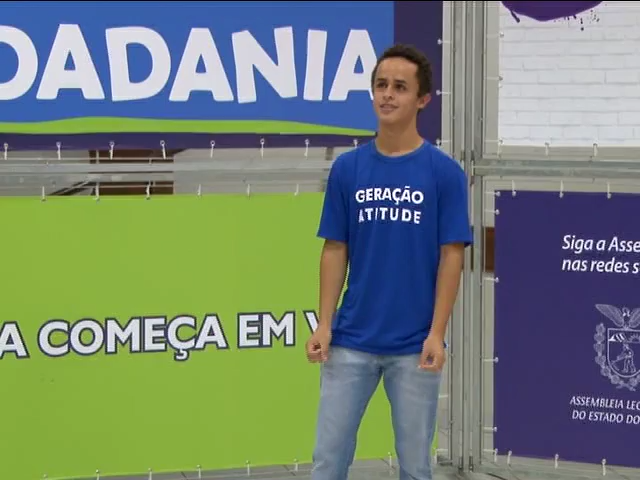 DADANIA
GERAÇÃO
ATITUDE
A COMEÇA EM V
Siga a Asse
nas redes s
ASSEMBLEIA LEG
DO ESTADO DO